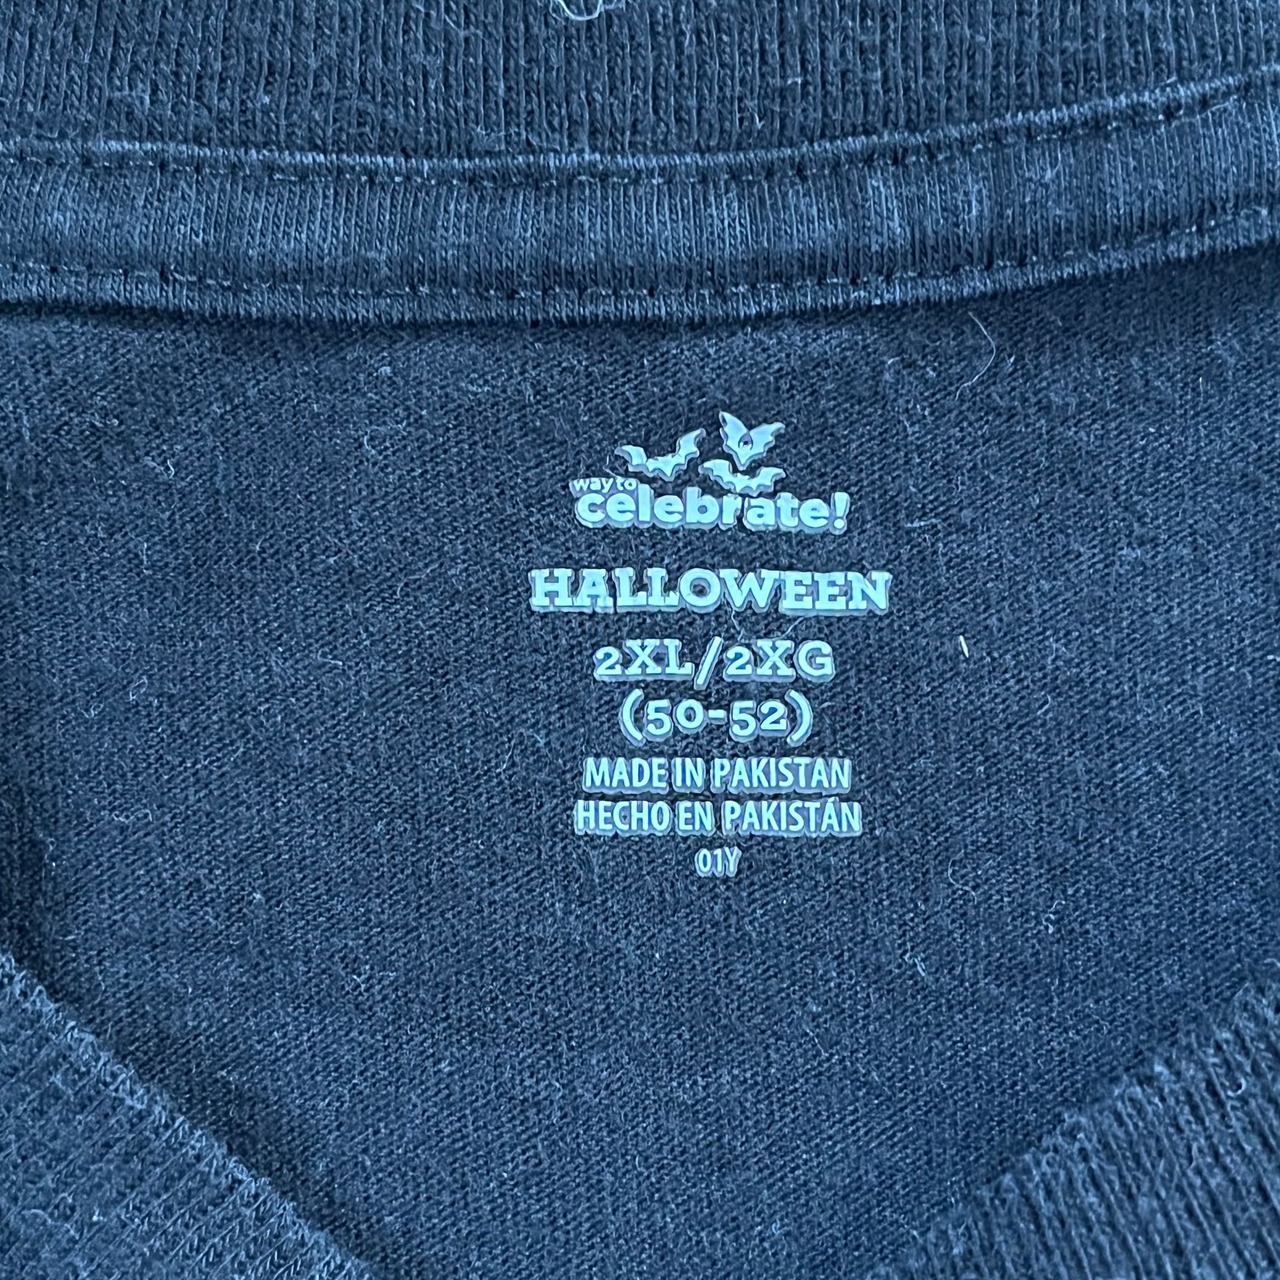 way to
celebrate!
HALLOWEEN
2XL/2XG
(50-52)
MADE IN PAKISTAN
HECHO EN PAKISTÁN
01Y